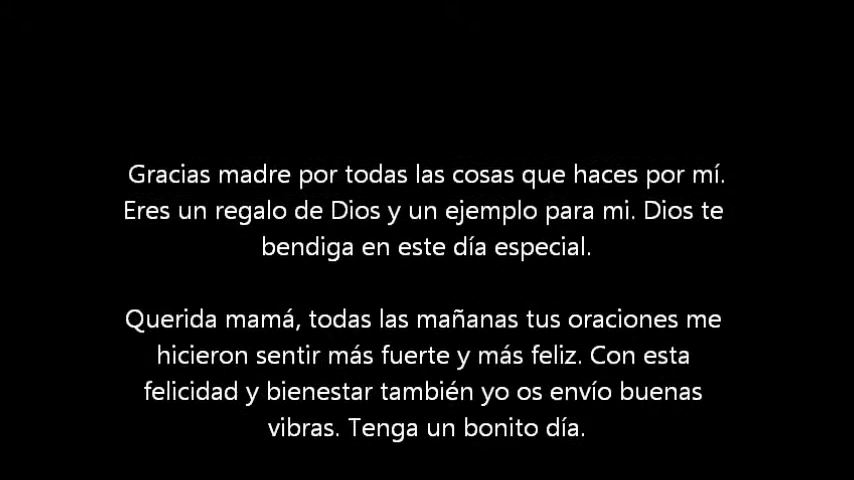 Gracias madre por todas las cosas que haces por mí.
Eres un regalo de Dios y un ejemplo para mi. Dios te
bendiga en este día especial.
Querida mamá, todas las mañanas tus oraciones me
hicieron sentir más fuerte y más feliz. Con esta
felicidad y bienestar también yo os envío buenas
vibras. Tenga un bonito día.